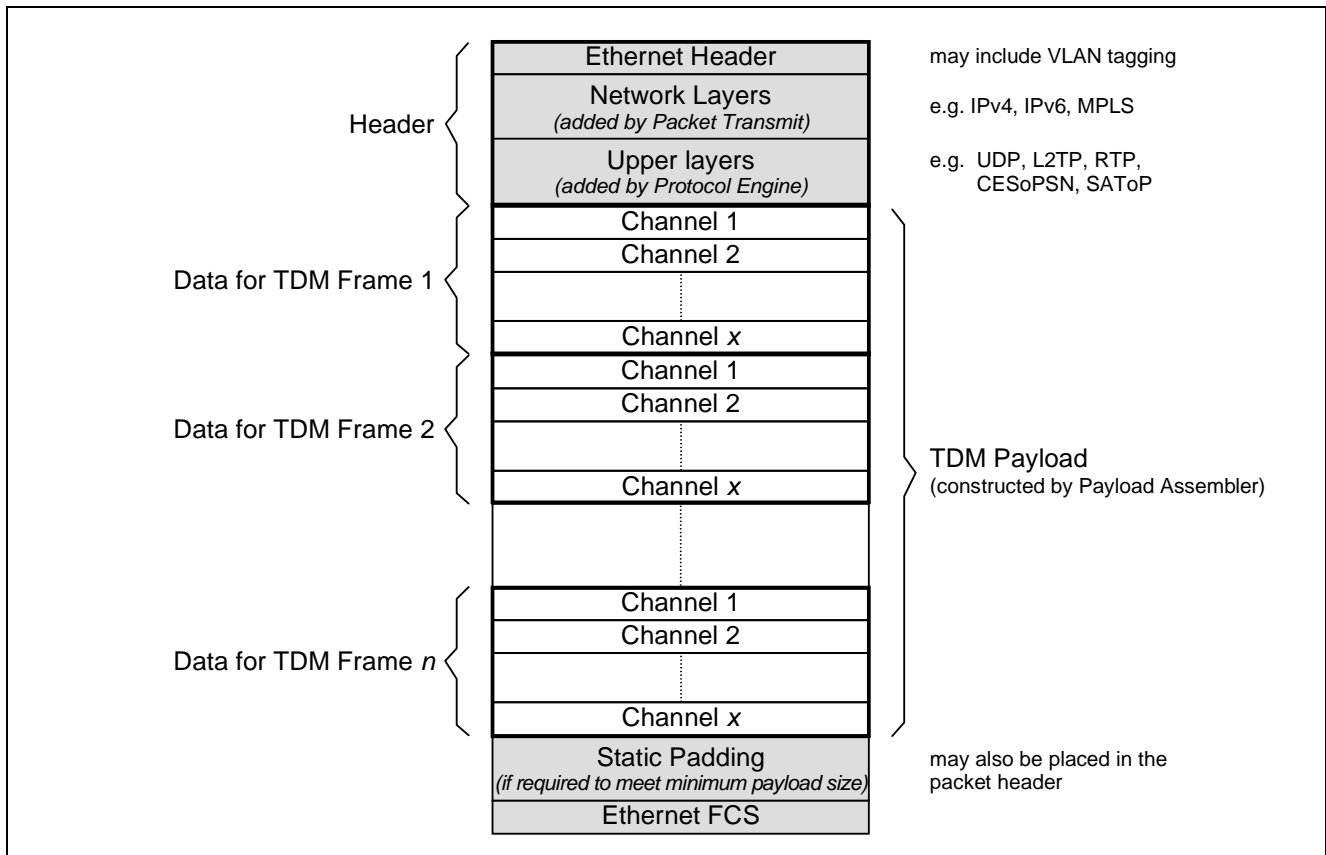 Ethernet Header
may include VLAN tagging
Network Layers
(added by Packet Transmit)
e.g. IPv4, IPv6, MPLS
Header
Upper layers
(added by Protocol Engine)
e.g. UDP, L2TP, RTP,
CESoPSN, SAToP
Channel 1
Channel 2
Data for TDM Frame 1
Channel x
Channel 1
Channel 2
Data for TDM Frame 2
Channel x
TDM Payload
(constructed by Payload Assembler)
Channel 1
Channel 2
Data for TDM Frame n
Channel x
Static Padding
(if required to meet minimum payload size)
may also be placed in the
packet header
Ethernet FCS